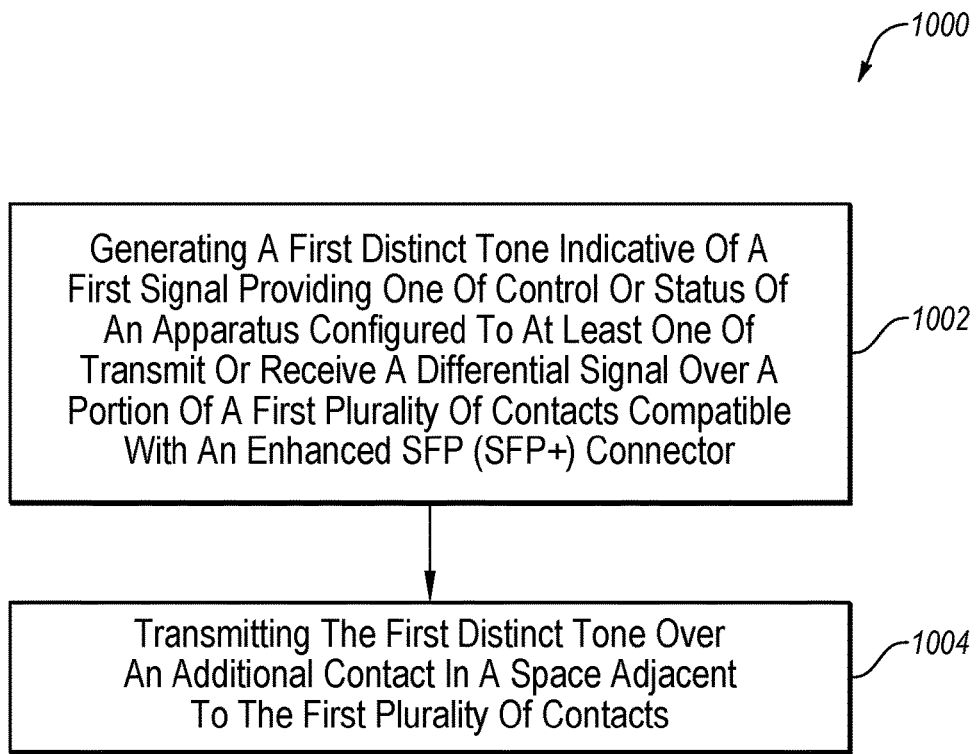 1000
Generating A First Distinct Tone Indicative Of A
First Signal Providing One Of Control Or Status Of
An Apparatus Configured To At Least One Of
Transmit Or Receive A Differential Signal Over A
Portion Of A First Plurality Of Contacts Compatible
With An Enhanced SFP (SFP+) Connector
1002
Transmitting The First Distinct Tone Over
An Additional Contact In A Space Adjacent
To The First Plurality Of Contacts
1004